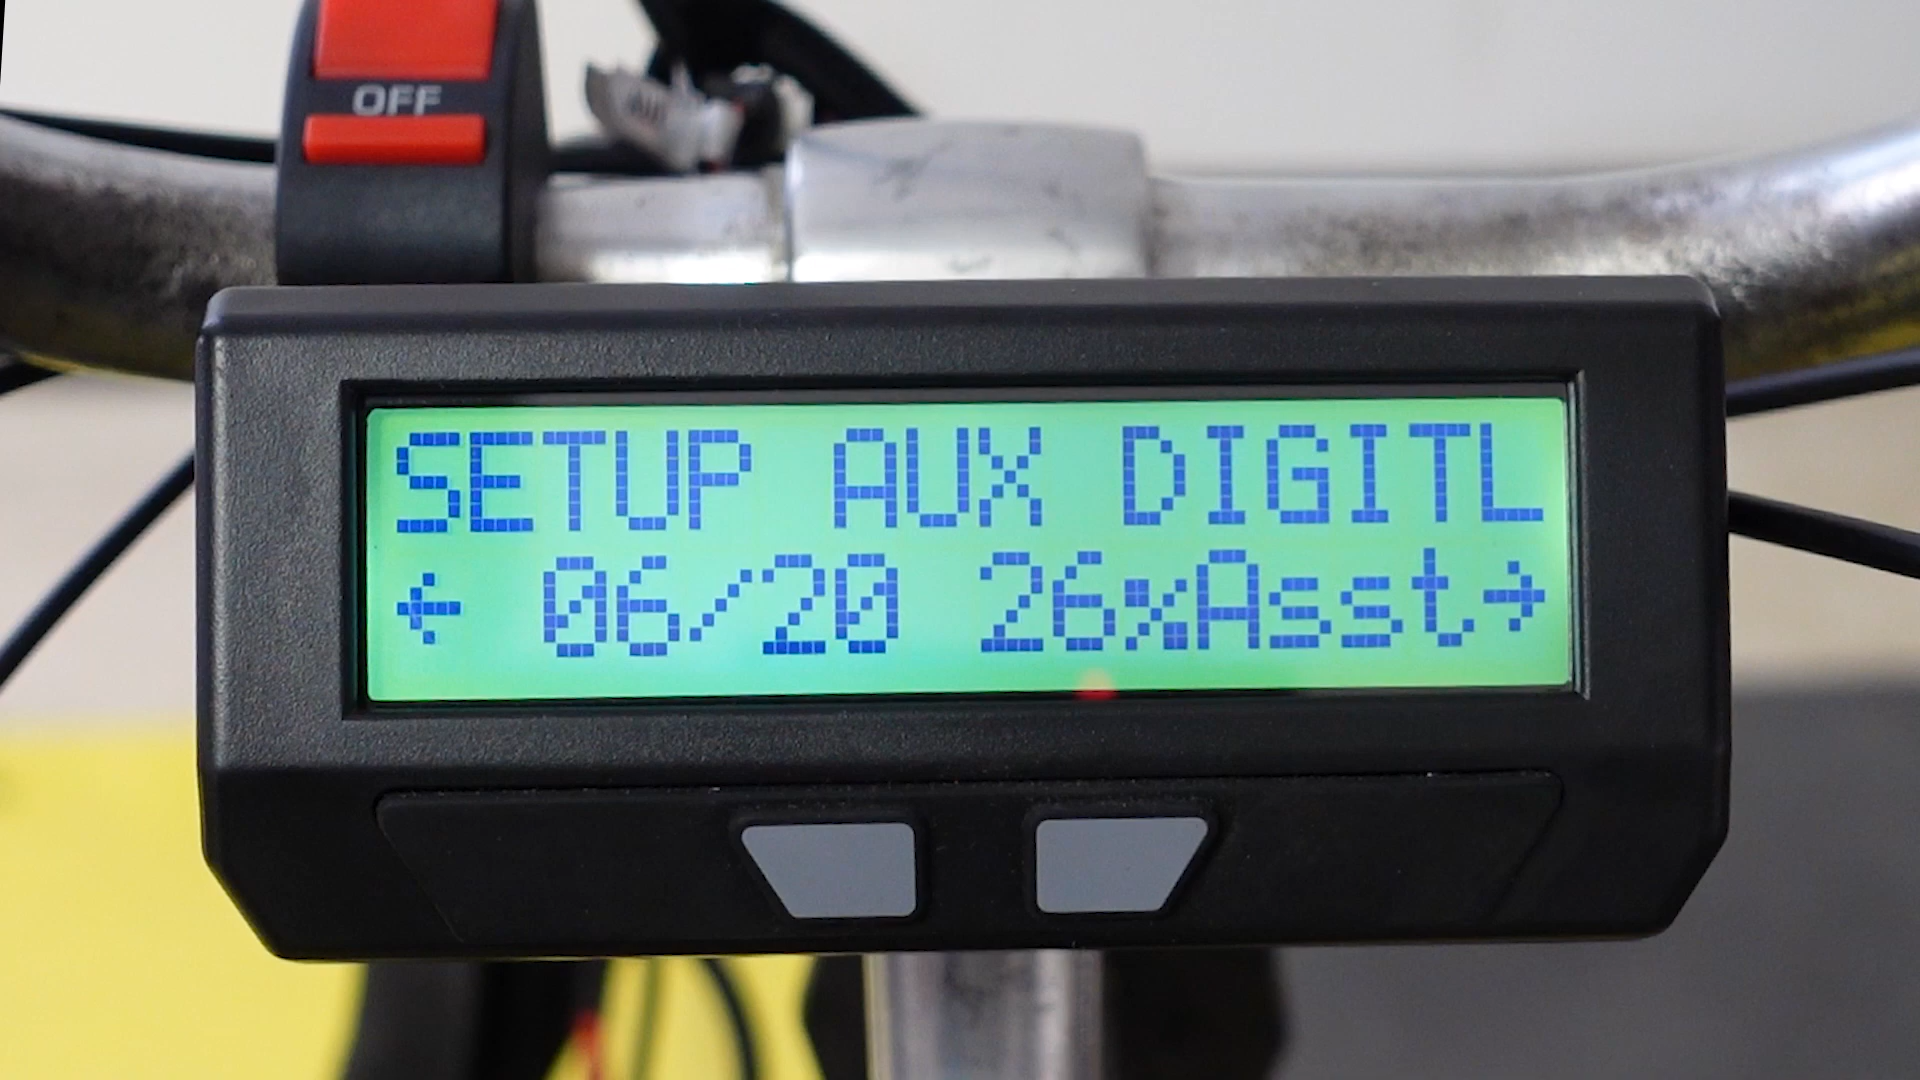 OFF
SETUP AUX DIGITL
← 06/20 26%Asst→